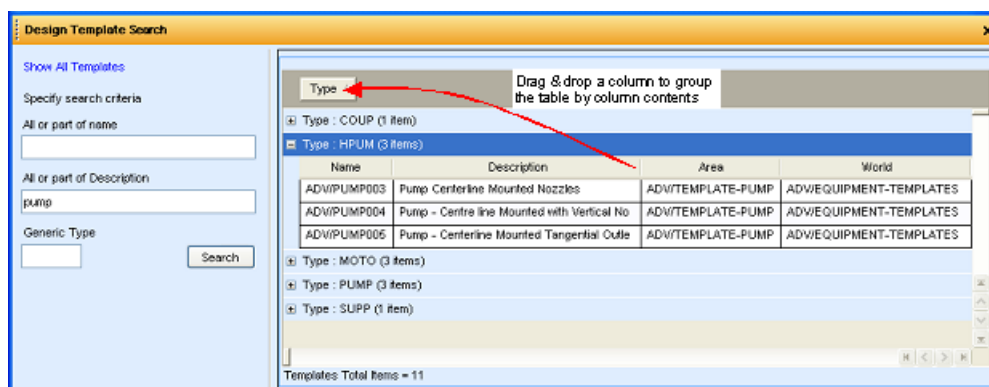 Design Template Search
Show All Templates
Specify search criteria
All or part of name
All or part of Description
pump
Generic Type
Search
Type
Drag & drop a column to group
the table by column contents
Type : COUP (1 item)
Type : HPUM (3 items)
Name Description Area World
ADV/PUMP003 Pump Centerline Mounted Nozzles ADV/TEMPLATE-PUMP ADV/EQUIPMENT-TEMPLATES
ADV/PUMP004 Pump - Centre line Mounted with Vertical No ADV/TEMPLATE-PUMP ADV/EQUIPMENT-TEMPLATES
ADV/PUMP005 Pump - Centerline Mounted Tangential Outle ADV/TEMPLATE-PUMP ADV/EQUIPMENT-TEMPLATES
Type : MOTO (3 items)
Type : PUMP (3 items)
Type : SUPP (1 item)
Templates Total Items = 11